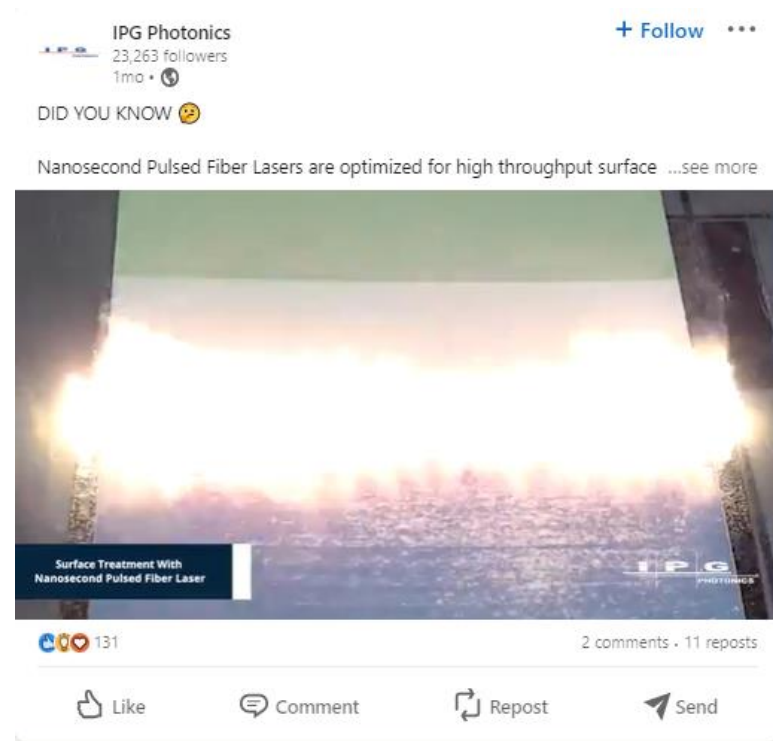 IPG Photonics
+ Follow
IPG
23,263 followers
1mo •
DID YOU KNOW 🤔
Nanosecond Pulsed Fiber Lasers are optimized for high throughput surface ...see more
Surface Treatment With
Nanosecond Pulsed Fiber Laser
IPG
PHOTONICS
131
2 comments • 11 reposts
Like
Comment
Repost
Send